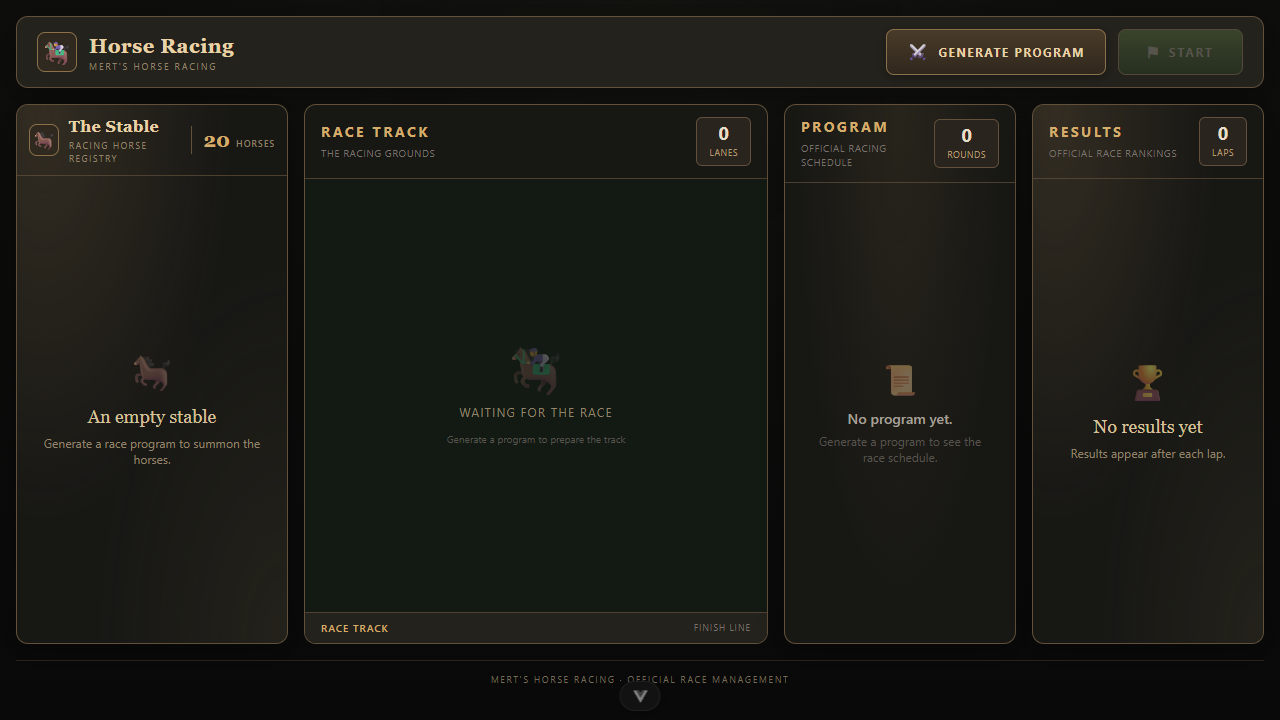 Horse Racing
MERT'S HORSE RACING
GENERATE PROGRAM
START
The Stable
RACING HORSE
REGISTRY
20 HORSES
An empty stable
Generate a race program to summon the
horses.
RACE TRACK
THE RACING GROUNDS
0
LANES
WAITING FOR THE RACE
Generate a program to prepare the track
RACE TRACK
FINISH LINE
PROGRAM
OFFICIAL RACING
SCHEDULE
0
ROUNDS
No program yet.
Generate a program to see the
race schedule.
RESULTS
OFFICIAL RACE RANKINGS
0
LAPS
No results yet
Results appear after each lap.
MERT'S HORSE RACING · OFFICIAL RACE MANAGEMENT